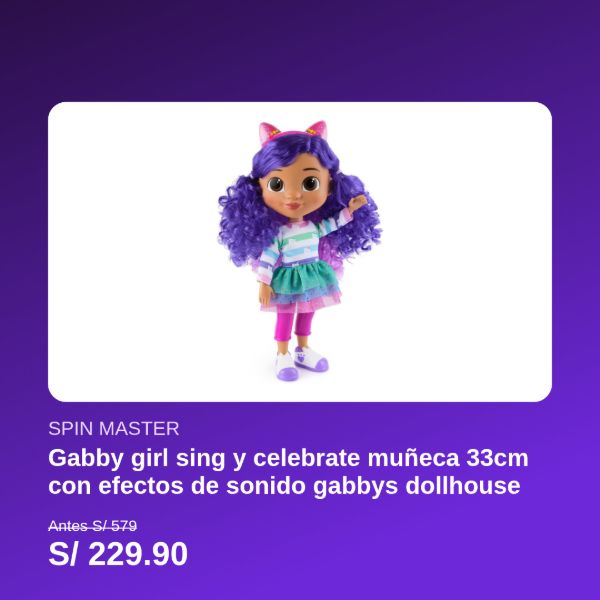 SPIN MASTER
Gabby girl sing y celebrate muñeca 33cm
con efectos de sonido gabbys dollhouse
Antes S/ 579
S/ 229.90